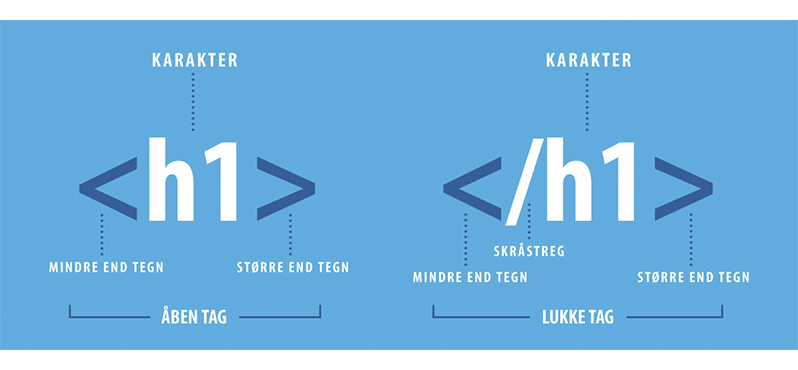 KARAKTER
<h1>
MINDRE END TEGN
STØRRE END TEGN
ÅBEN TAG
KARAKTER
</h1>
SKRÅSTREG
MINDRE END TEGN
STØRRE END TEGN
LUKKE TAG